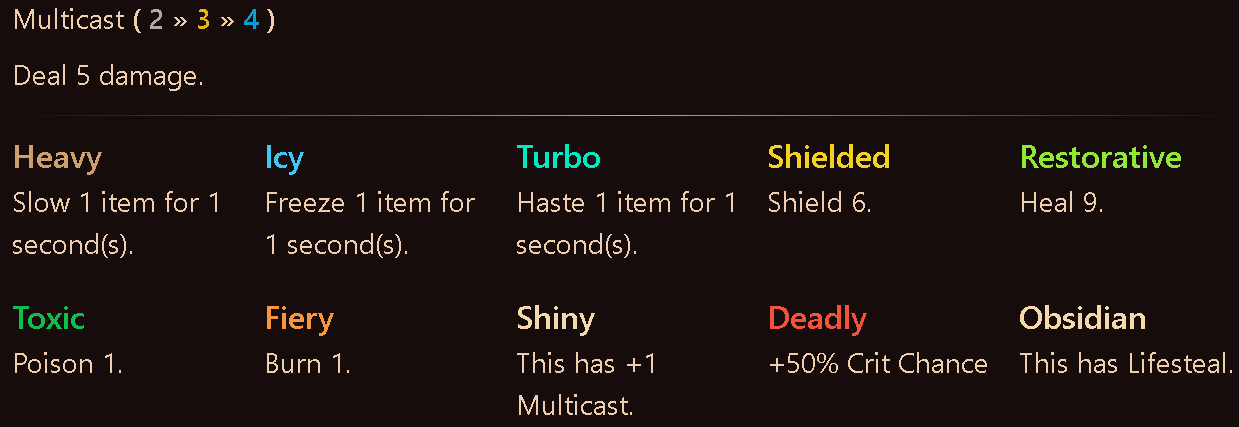 Multicast ( 2 » 3 » 4 )
Deal 5 damage.
Heavy
Slow 1 item for 1
second(s).
Icy
Freeze 1 item for
1 second(s).
Turbo
Haste 1 item for 1
second(s).
Shielded
Shield 6.
Restorative
Heal 9.
Toxic
Poison 1.
Fiery
Burn 1.
Shiny
This has +1
Multicast.
Deadly
+50% Crit Chance
Obsidian
This has Lifesteal.